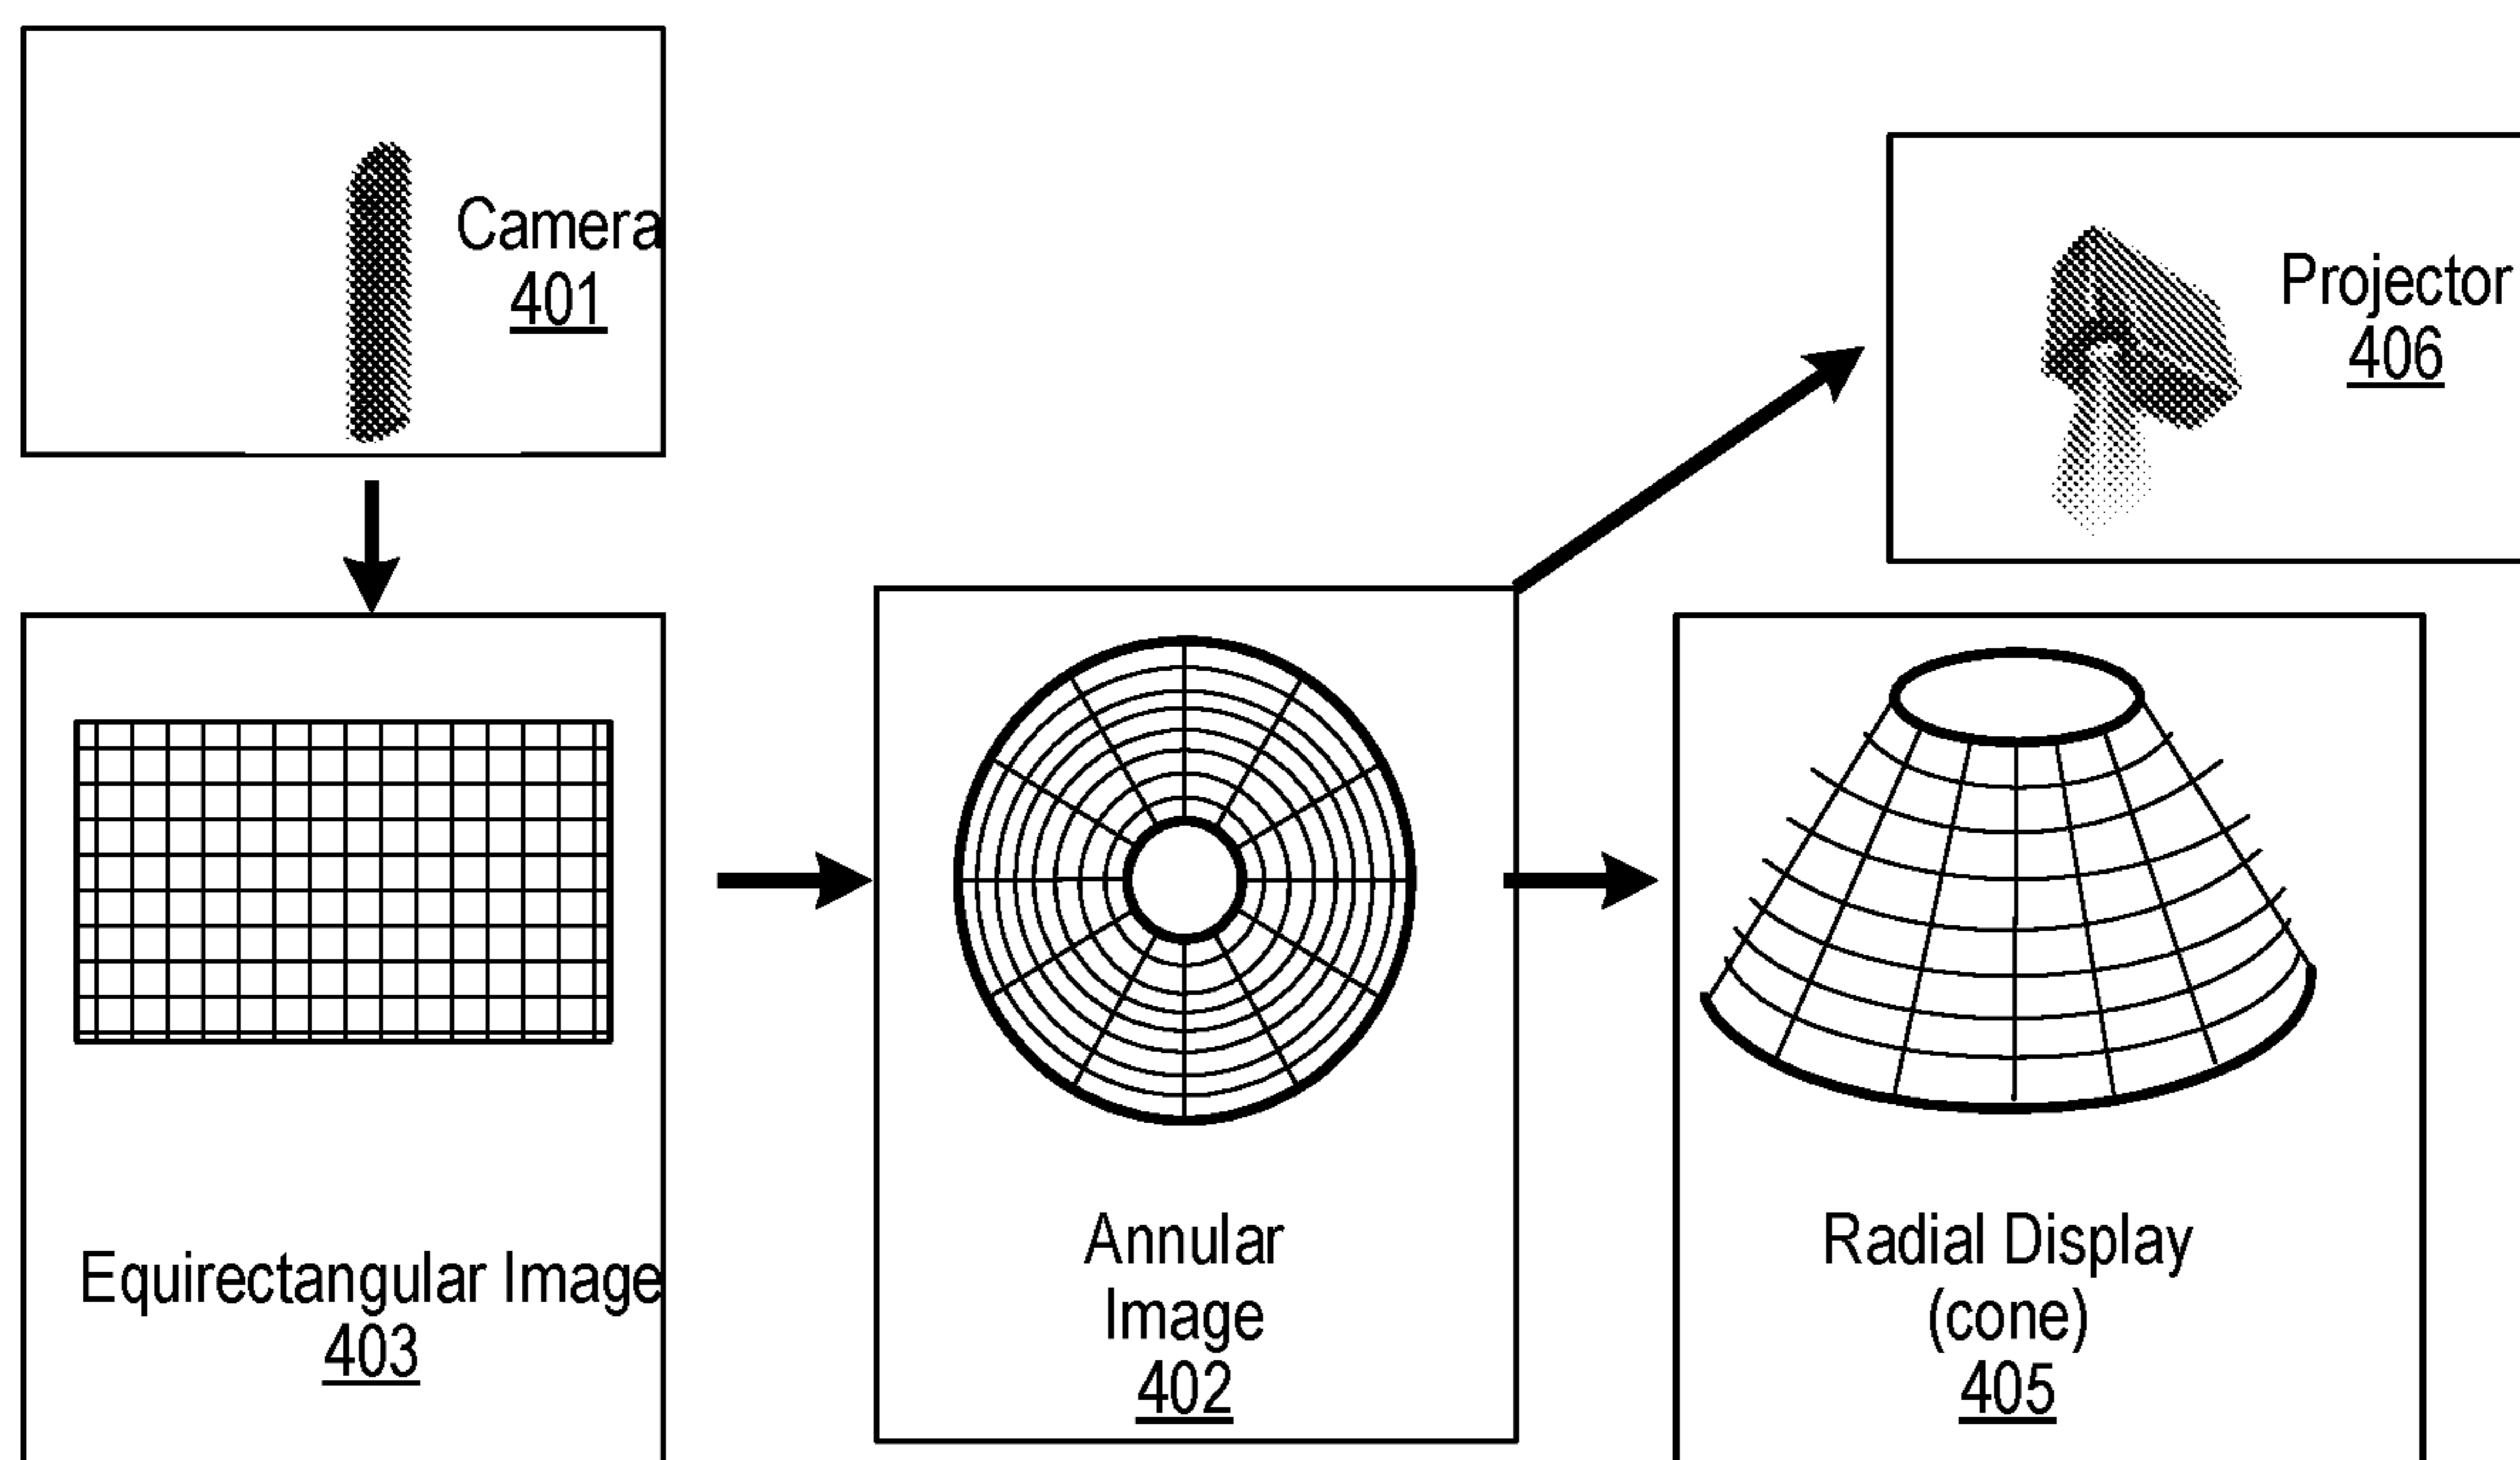 Camera
401
Projector
406
Equirectangular Image
403
Annular
Image
402
Radial Display
(cone)
405